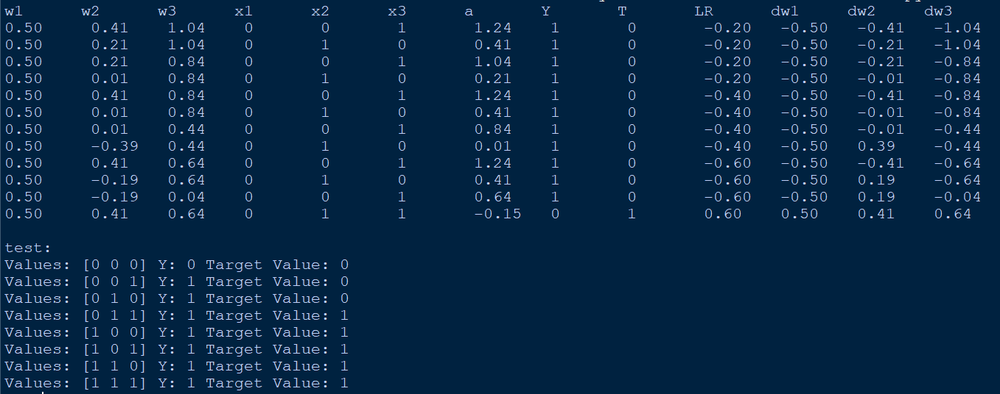 w1 w2 w3 x1 x2 x3 a Y T LR dw1 dw2 dw3
0.50 0.41 1.04 0 0 1 1.24 1 0 -0.20 -0.50 -0.41 -1.04
0.50 0.21 1.04 0 1 0 0.41 1 0 -0.20 -0.50 -0.21 -1.04
0.50 0.21 0.84 0 0 1 1.04 1 0 -0.20 -0.50 -0.21 -0.84
0.50 0.01 0.84 0 1 0 0.21 1 0 -0.20 -0.50 -0.01 -0.84
0.50 0.41 0.84 0 0 1 1.24 1 0 -0.40 -0.50 -0.41 -0.84
0.50 0.01 0.84 0 1 0 0.41 1 0 -0.40 -0.50 -0.01 -0.84
0.50 0.01 0.44 0 0 1 0.84 1 0 -0.40 -0.50 -0.01 -0.44
0.50 -0.39 0.44 0 1 0 0.01 1 0 -0.40 -0.50 0.39 -0.44
0.50 0.41 0.64 0 0 1 1.24 1 0 -0.60 -0.50 -0.41 -0.64
0.50 -0.19 0.64 0 1 0 0.41 1 0 -0.60 -0.50 0.19 -0.64
0.50 -0.19 0.04 0 0 1 0.64 1 0 -0.60 -0.50 0.19 -0.04
0.50 0.41 0.64 0 1 1 -0.15 0 1 0.60 0.50 0.41 0.64
test:
Values: [0 0 0] Y: 0 Target Value: 0
Values: [0 0 1] Y: 1 Target Value: 0
Values: [0 1 0] Y: 1 Target Value: 0
Values: [0 1 1] Y: 1 Target Value: 1
Values: [1 0 0] Y: 1 Target Value: 1
Values: [1 0 1] Y: 1 Target Value: 1
Values: [1 1 0] Y: 1 Target Value: 1
Values: [1 1 1] Y: 1 Target Value: 1